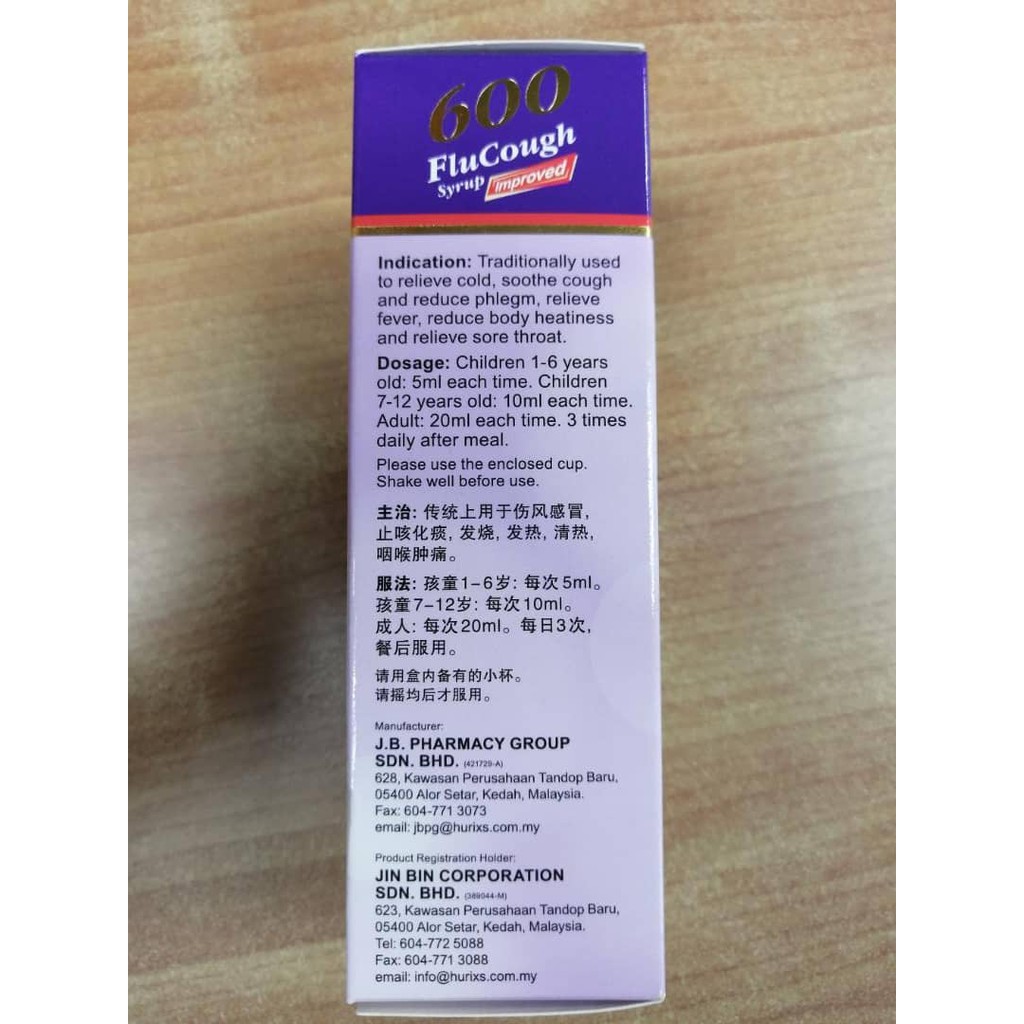 600
FluCough
Syrup improved
Indication: Traditionally used
to relieve cold, soothe cough
and reduce phlegm, relieve
fever, reduce body heatiness
and relieve sore throat.
Dosage: Children 1-6 years
old: 5ml each time. Children
7-12 years old: 10ml each time.
Adult: 20ml each time. 3 times
daily after meal.
Please use the enclosed cup.
Shake well before use.
主治: 传统上用于伤风感冒,
止咳化痰, 发烧, 发热, 清热,
咽喉肿痛。
服法: 孩童1-6岁: 每次5ml。
孩童7-12岁: 每次10ml。
成人: 每次20ml。每日3次,
餐后服用。
请用盒内备有的小杯。
请摇均后才服用。
Manufacturer:
J.B. PHARMACY GROUP
SDN. BHD. (421729-A)
628, Kawasan Perusahaan Tandop Baru,
05400 Alor Setar, Kedah, Malaysia.
Fax: 604-771 3073
email: jbpg@hurixs.com.my
Product Registration Holder:
JIN BIN CORPORATION
SDN. BHD. (389044-M)
623, Kawasan Perusahaan Tandop Baru,
05400 Alor Setar, Kedah, Malaysia.
Tel: 604-772 5088
Fax: 604-771 3088
email: info@hurixs.com.my